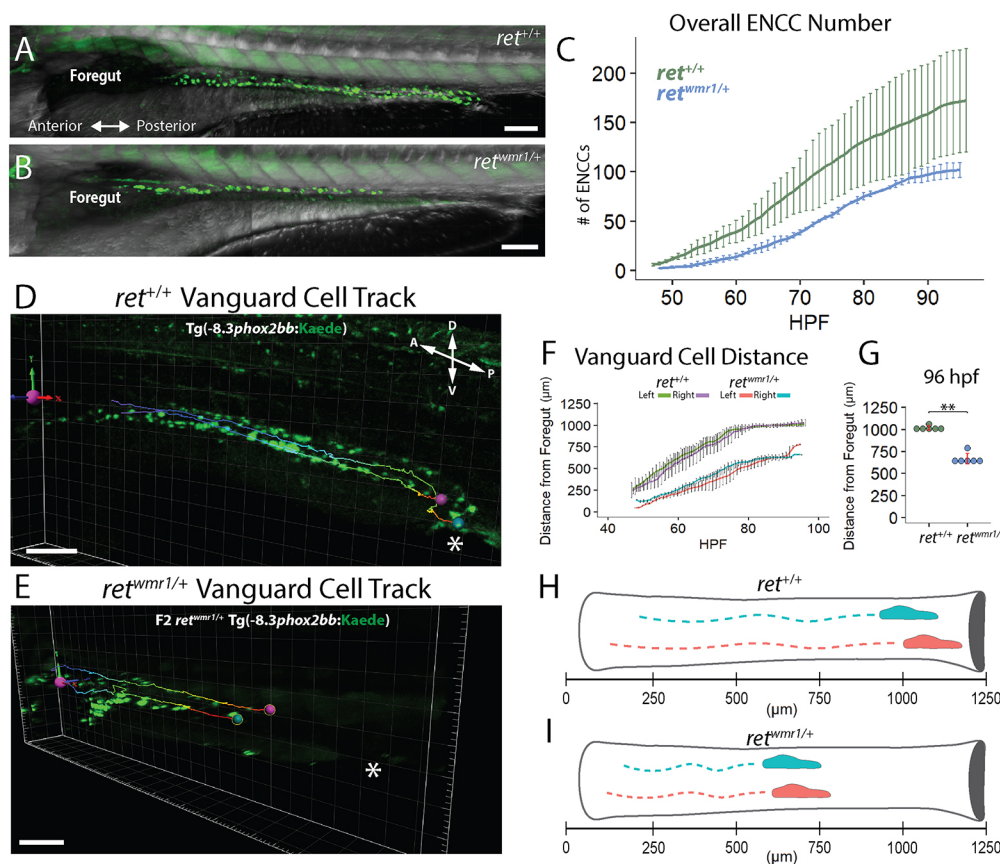 A
ret+/+
Foregut
Anterior Posterior
B
retwmr1/+
Foregut
Overall ENCC Number
C
ret+/+
retwmr1/+
200
150
100
50
0
# of ENCCs
50 60 70 80 90
HPF
D
ret+/+ Vanguard Cell Track
Tg(-8.3phox2bb:Kaede)
D
A
P
V
*
E
retwmr1/+ Vanguard Cell Track
F2 retwmr1/+ Tg(-8.3phox2bb:Kaede)
*
F
Vanguard Cell Distance
ret+/+ retwmr1/+
Left Right Left Right
1250
1000
750
500
250
0
Distance from Foregut (μm)
40 60 80 100
HPF
G
96 hpf
**
1250
1000
750
500
250
0
Distance from Foregut (μm)
ret+/+ retwmr1/+
H
ret+/+
0 250 500 750 1000 1250
(μm)
I
retwmr1/+
0 250 500 750 1000 1250
(μm)